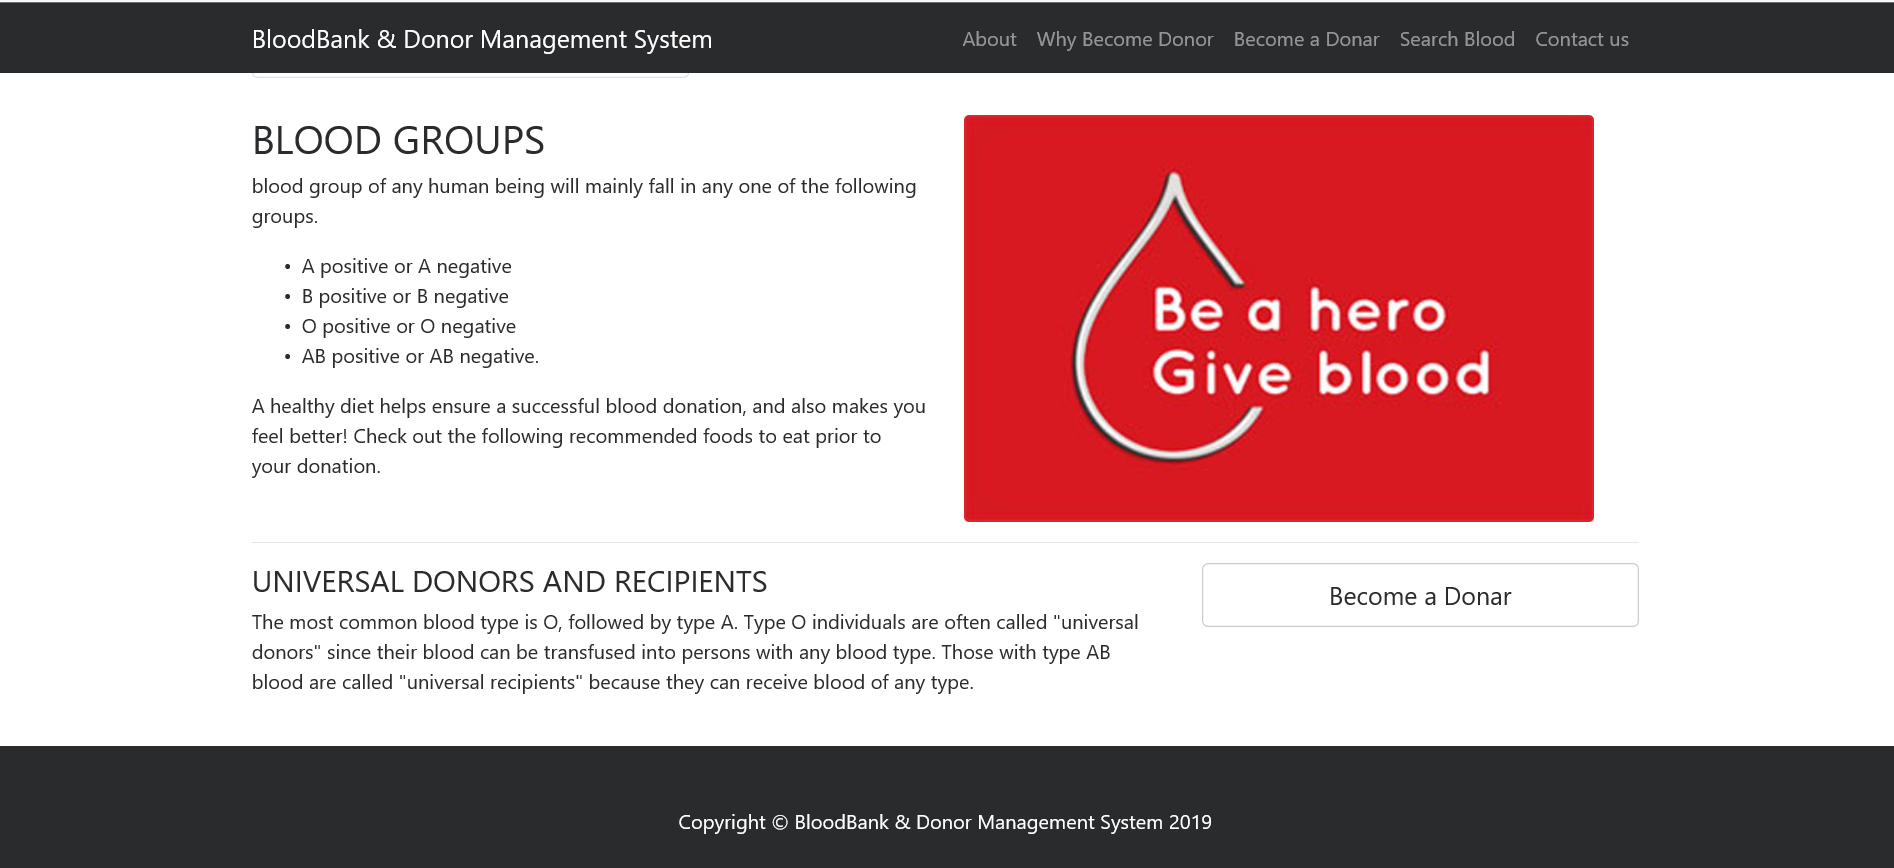 BloodBank & Donor Management System
About Why Become Donor Become a Donar Search Blood Contact us
BLOOD GROUPS
blood group of any human being will mainly fall in any one of the following
groups.
• A positive or A negative
• B positive or B negative
• O positive or O negative
• AB positive or AB negative.
A healthy diet helps ensure a successful blood donation, and also makes you
feel better! Check out the following recommended foods to eat prior to
your donation.
Be a hero
Give blood
UNIVERSAL DONORS AND RECIPIENTS
The most common blood type is O, followed by type A. Type O individuals are often called "universal
donors" since their blood can be transfused into persons with any blood type. Those with type AB
blood are called "universal recipients" because they can receive blood of any type.
Become a Donar
Copyright © BloodBank & Donor Management System 2019